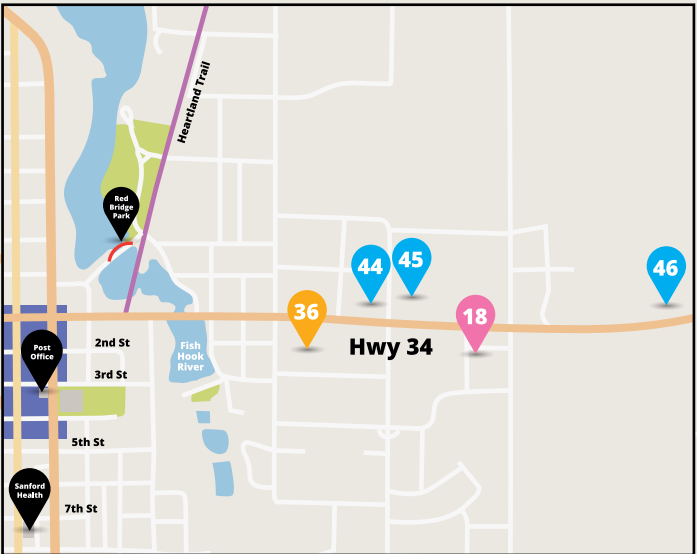 Heartland Trail
Red
Bridge
Park
45
44
46
36
18
Hwy 34
2nd St
Post
Office
Fish
Hook
River
3rd St
5th St
Sanford
Health
7th St